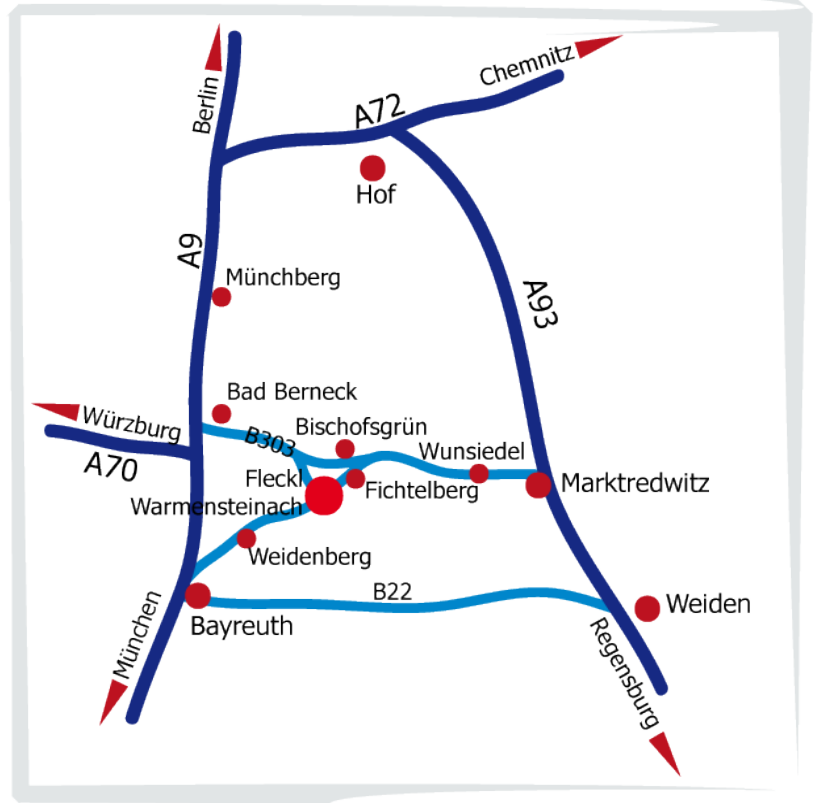 Berlin
Chemnitz
A72
Hof
A9
Münchberg
A93
Bad Berneck
Würzburg
B303
Bischofsgrün
A70
Wunsiedel
Fleckl
Fichtelberg
Marktredwitz
Warmensteinach
Weidenberg
B22
München
Bayreuth
Weiden
Regensburg